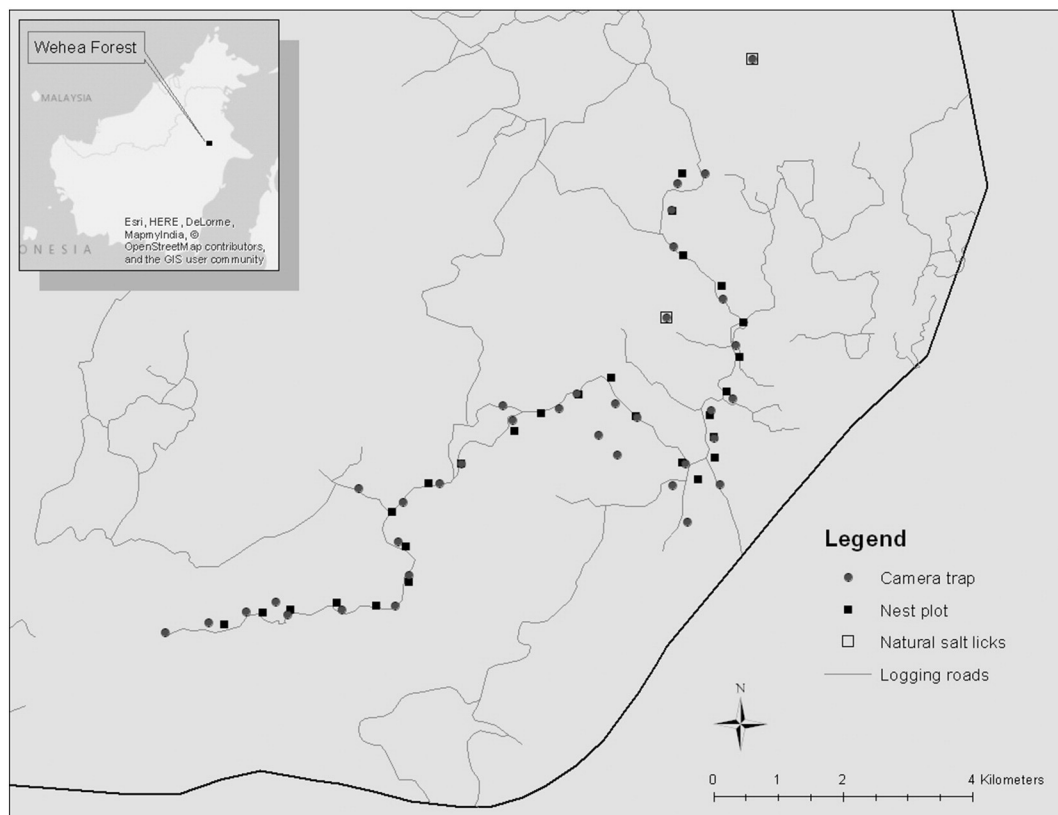 Wehea Forest
MALAYSIA
ONESIA
Esri, HERE, DeLorme,
MapmyIndia, ©
OpenStreetMap contributors,
and the GIS user community
Legend
Camera trap
Nest plot
Natural salt licks
Logging roads
N
0 1 2 4 Kilometers